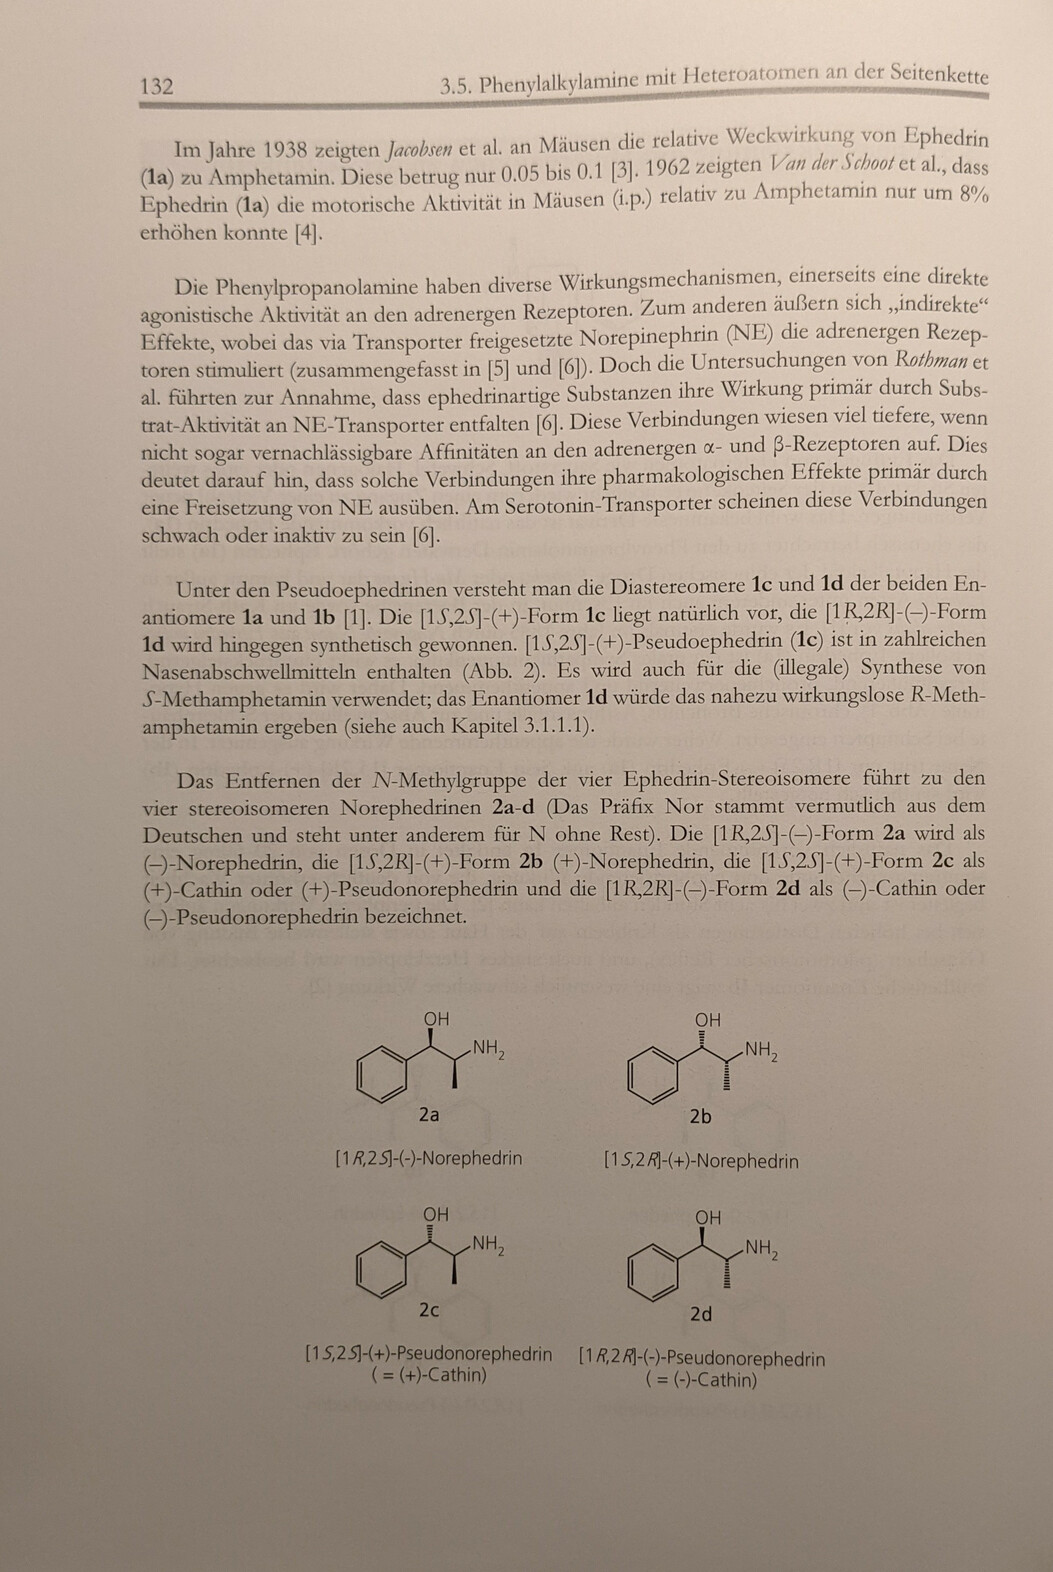 132
3.5. Phenylalkylamine mit Heteroatomen an der Seitenkette
Im Jahre 1938 zeigten Jacobsen et al. an Mäusen die relative Weckwirkung von Ephedrin
(1a) zu Amphetamin. Diese betrug nur 0.05 bis 0.1 [3]. 1962 zeigten Van der Schoot et al., dass
Ephedrin (1a) die motorische Aktivität in Mäusen (i.p.) relativ zu Amphetamin nur um 8%
erhöhen konnte [4].
Die Phenylpropanolamine haben diverse Wirkungsmechanismen, einerseits eine direkte
agonistische Aktivität an den adrenergen Rezeptoren. Zum anderen äußern sich „indirekte“
Effekte, wobei das via Transporter freigesetzte Norepinephrin (NE) die adrenergen Rezep-
toren stimuliert (zusammengefasst in [5] und [6]). Doch die Untersuchungen von Rothman et
al. führten zur Annahme, dass ephedrinartige Substanzen ihre Wirkung primär durch Subs-
trat-Aktivität an NE-Transporter entfalten [6]. Diese Verbindungen wiesen viel tiefere, wenn
nicht sogar vernachlässigbare Affinitäten an den adrenergen α- und β-Rezeptoren auf. Dies
deutet darauf hin, dass solche Verbindungen ihre pharmakologischen Effekte primär durch
eine Freisetzung von NE ausüben. Am Serotonin-Transporter scheinen diese Verbindungen
schwach oder inaktiv zu sein [6].
Unter den Pseudoephedrinen versteht man die Diastereomere 1c und 1d der beiden En-
antiomere 1a und 1b [1]. Die [1S,2S]-(+)-Form 1c liegt natürlich vor, die [1R,2R]-(–)-Form
1d wird hingegen synthetisch gewonnen. [1S,2S]-(+)-Pseudoephedrin (1c) ist in zahlreichen
Nasenabschwellmitteln enthalten (Abb. 2). Es wird auch für die (illegale) Synthese von
S-Methamphetamin verwendet; das Enantiomer 1d würde das nahezu wirkungslose R-Meth-
amphetamin ergeben (siehe auch Kapitel 3.1.1.1).
Das Entfernen der N-Methylgruppe der vier Ephedrin-Stereoisomere führt zu den
vier stereoisomeren Norephedrinen 2a-d (Das Präfix Nor stammt vermutlich aus dem
Deutschen und steht unter anderem für N ohne Rest). Die [1R,2S]-(–)-Form 2a wird als
(–)-Norephedrin, die [1S,2R]-(+)-Form 2b (+)-Norephedrin, die [1S,2S]-(+)-Form 2c als
(+)-Cathin oder (+)-Pseudonorephedrin und die [1R,2R]-(–)-Form 2d als (–)-Cathin oder
(–)-Pseudonorephedrin bezeichnet.
OH
NH2
2a
[1R,2S]-(-)-Norephedrin
OH
NH2
2b
[1S,2R]-(+)-Norephedrin
OH
NH2
2c
[1S,2S]-(+)-Pseudonorephedrin
( = (+)-Cathin)
OH
NH2
2d
[1R,2R]-(-)-Pseudonorephedrin
( = (-)-Cathin)